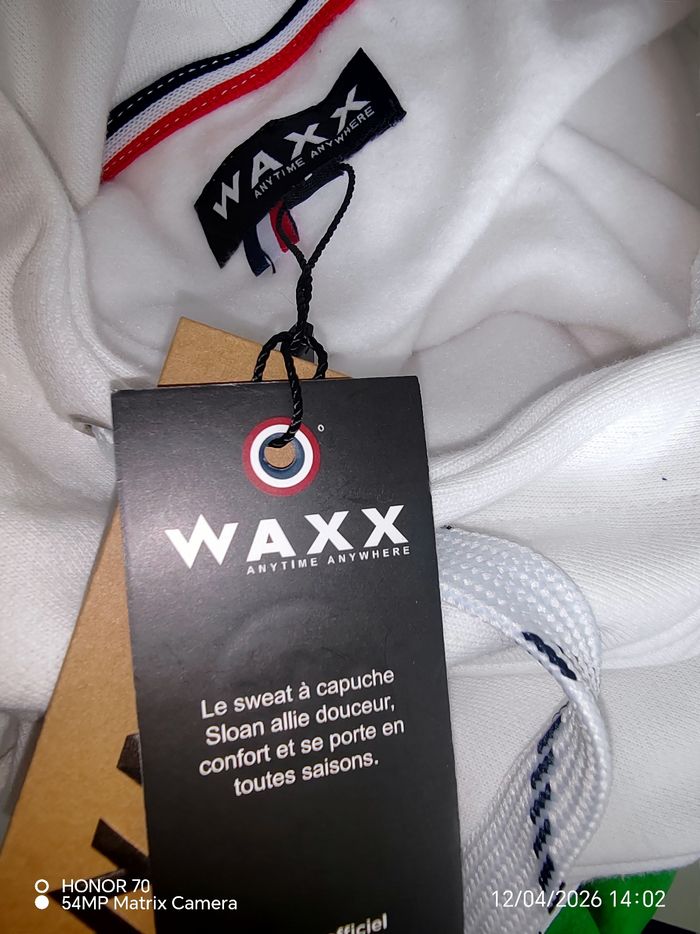 WAXX
ANYTIME ANYWHERE
WAXX
ANYTIME ANYWHERE
Le sweat à capuche
Sloan allie douceur,
confort et se porte en
toutes saisons.
HONOR 70
54MP Matrix Camera
12/04/2026 14:02